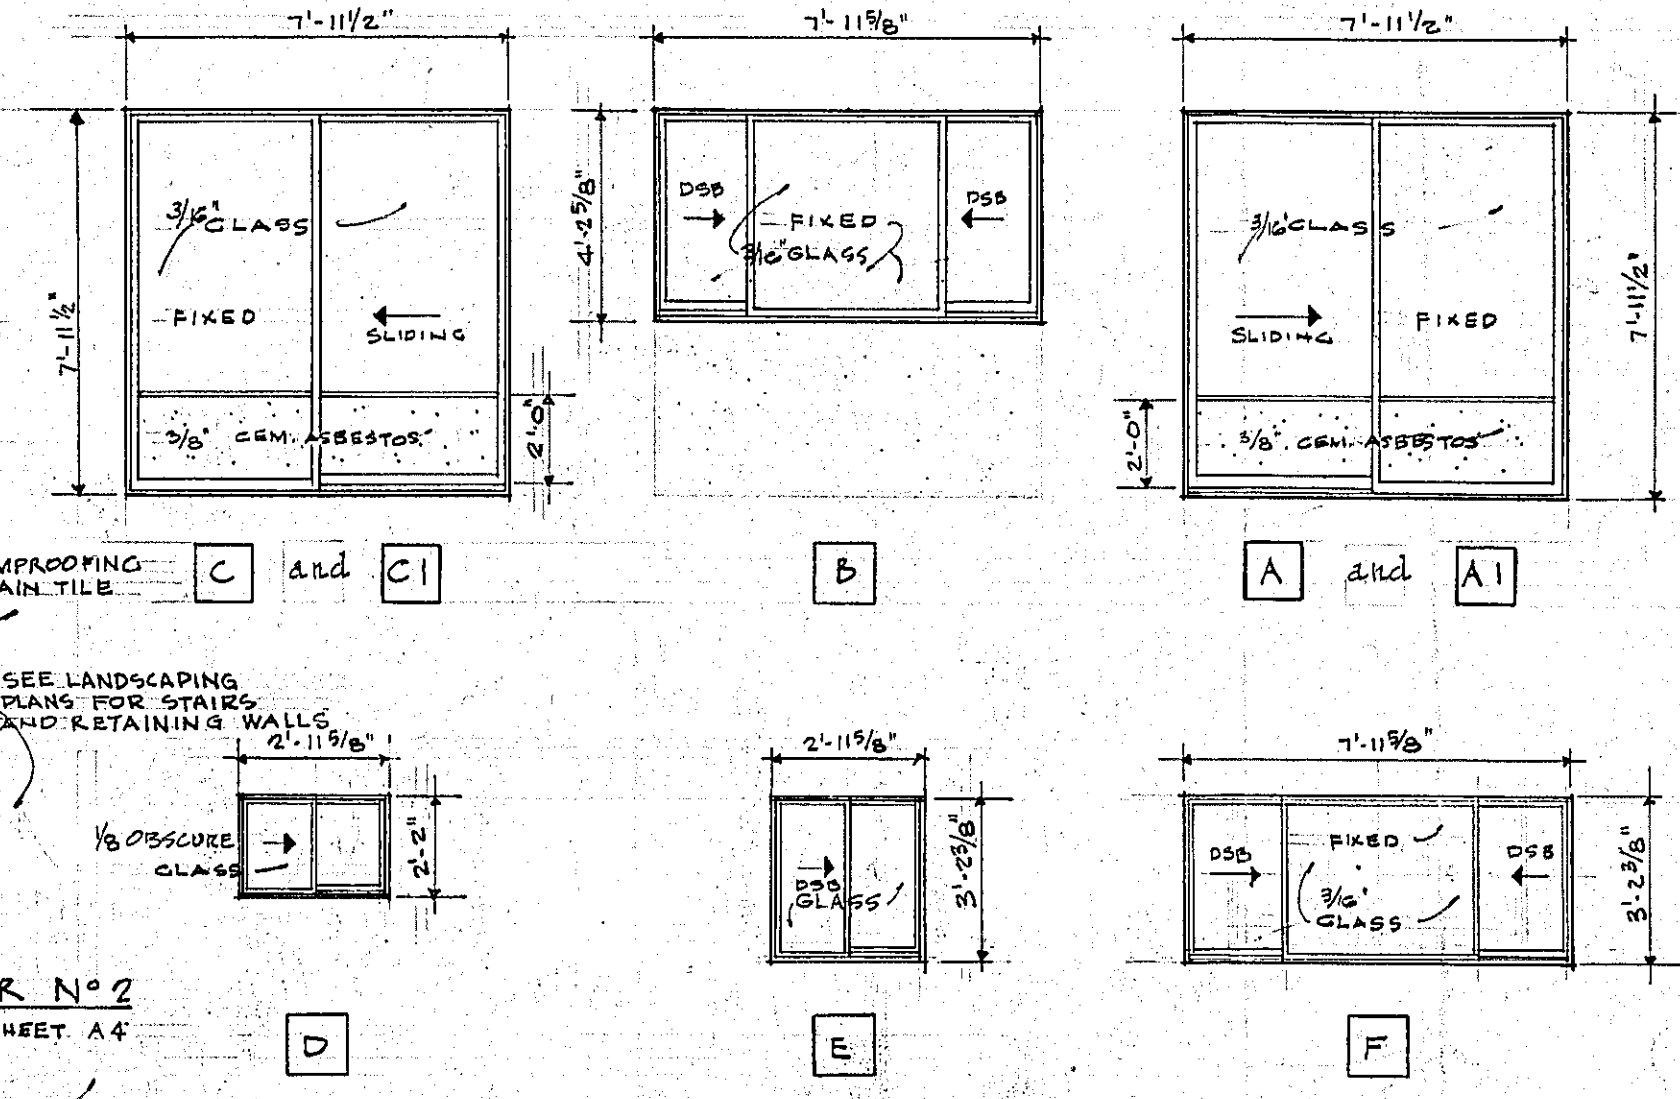 7'-11 1/2"
7'-11 5/8"
7'-11 1/2"
7'-11 1/2"
3/16" GLASS
FIXED
SLIDING
3/8" CEM. ASBESTOS
2'-0"
4'-2 5/8"
DSB
FIXED
3/16" GLASS
DSB
3/16" GLASS
SLIDING
FIXED
2'-0"
3/8" CEM. ASBESTOS
7'-11 1/2"
MPROOFING
AIN TILE
C and C1
B
A and A1
SEE LANDSCAPING
PLANS FOR STAIRS
AND RETAINING WALLS
2'-11 5/8"
1/8 OBSCURE
GLASS
2'-2"
2'-11 5/8"
DSB
GLASS
3'-2 3/8"
7'-11 5/8"
DSB
FIXED
3/16"
GLASS
DSB
3'-2 3/8"
R Nº 2
HEET A4
D
E
F